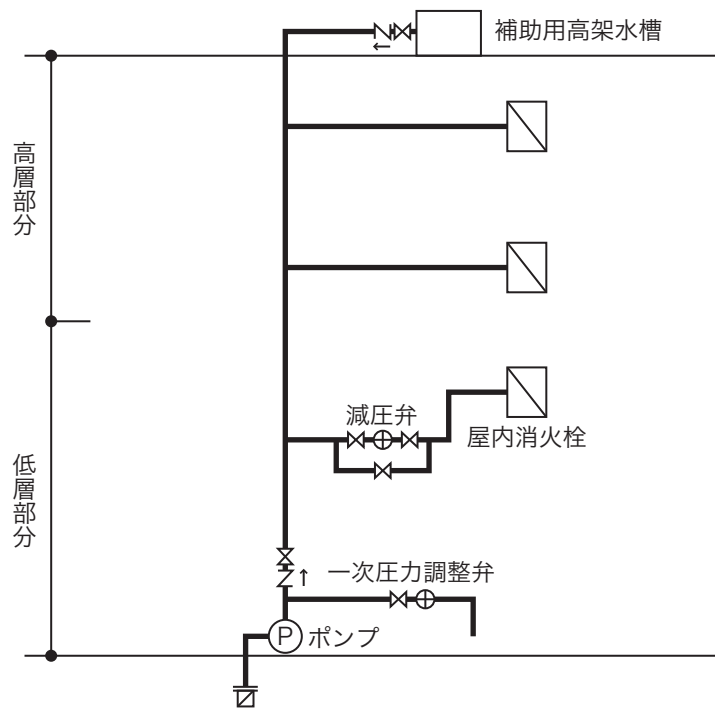 補助用高架水槽
高層部分
減圧弁
屋内消火栓
低層部分
一次圧力調整弁
P
ポンプ